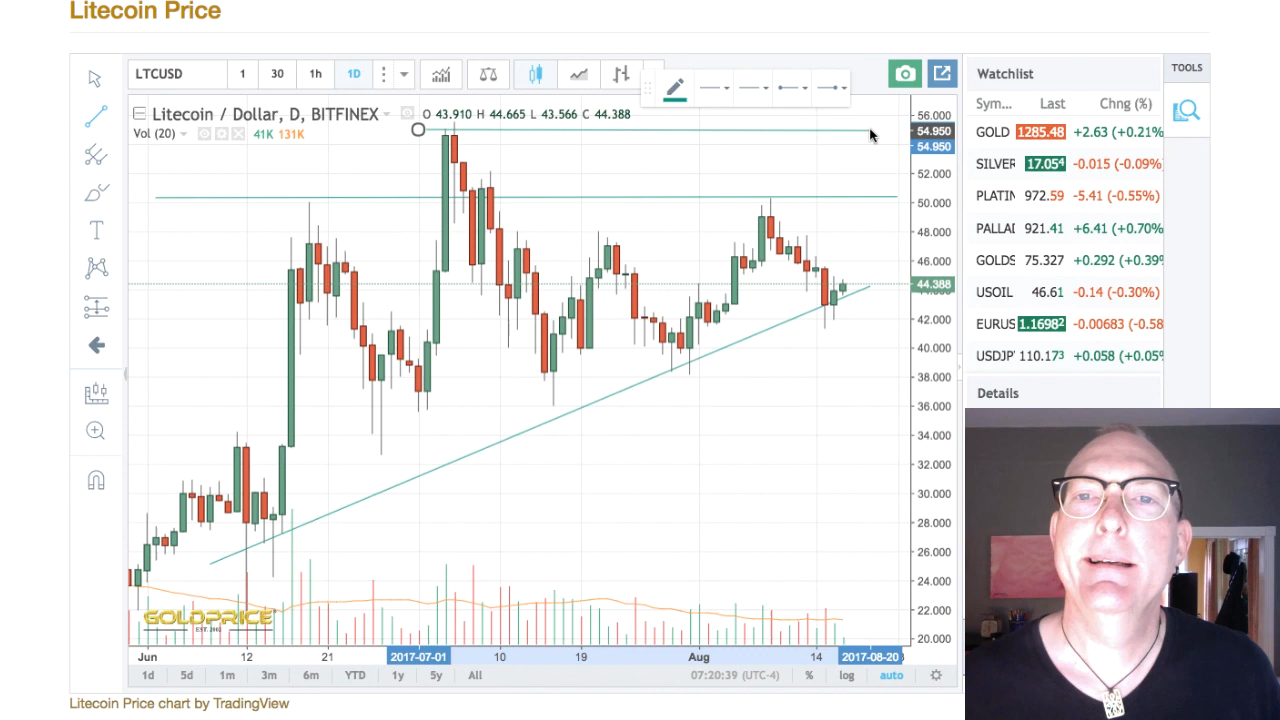 Litecoin Price
LTCUSD 1 30 1h 1D
Litecoin / Dollar, D, BITFINEX O 43.910 H 44.665 L 43.566 C 44.388
Vol (20) 41K 131K
56.000
54.950
54.950
52.000
50.000
48.000
46.000
44.388
42.000
40.000
38.000
36.000
34.000
32.000
30.000
28.000
26.000
24.000
22.000
20.000
GOLDPRICE
EST. 2002
Jun 12 21 2017-07-01 10 19 Aug 14 2017-08-20
1d 5d 1m 3m 6m YTD 1y 5y All 07:20:39 (UTC-4) % log auto
Litecoin Price chart by TradingView
Watchlist
Sym... Last Chng (%)
GOLD 1285.48 +2.63 (+0.21%
SILVER 17.054 -0.015 (-0.09%
PLATIN 972.59 -5.41 (-0.55%)
PALLAI 921.41 +6.41 (+0.70%
GOLDS 75.327 +0.292 (+0.39%
USOIL 46.61 -0.14 (-0.30%)
EURUS 1.16982 -0.00683 (-0.58
USDJP 110.173 +0.058 (+0.05%
Details
TOOLS